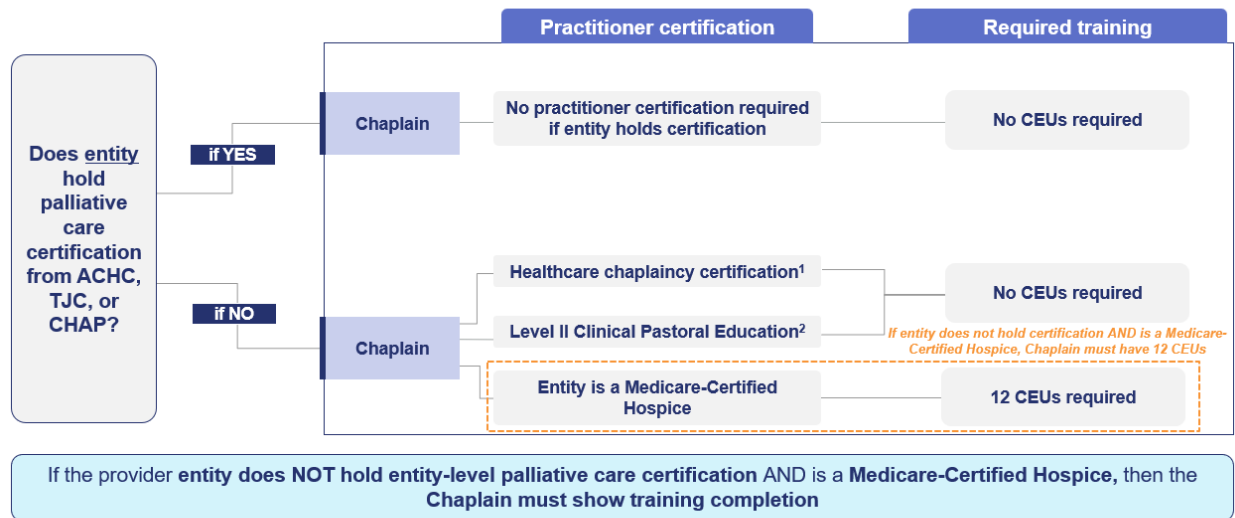 Practitioner certification
Required training
Does entity
hold
palliative
care
certification
from ACHC,
TJC, or
CHAP?
if YES
Chaplain
No practitioner certification required
if entity holds certification
No CEUs required
if NO
Chaplain
Healthcare chaplaincy certification¹
Level II Clinical Pastoral Education²
No CEUs required
If entity does not hold certification AND is a Medicare-
Certified Hospice, Chaplain must have 12 CEUs
Entity is a Medicare-Certified
Hospice
12 CEUs required
If the provider entity does NOT hold entity-level palliative care certification AND is a Medicare-Certified Hospice, then the
Chaplain must show training completion